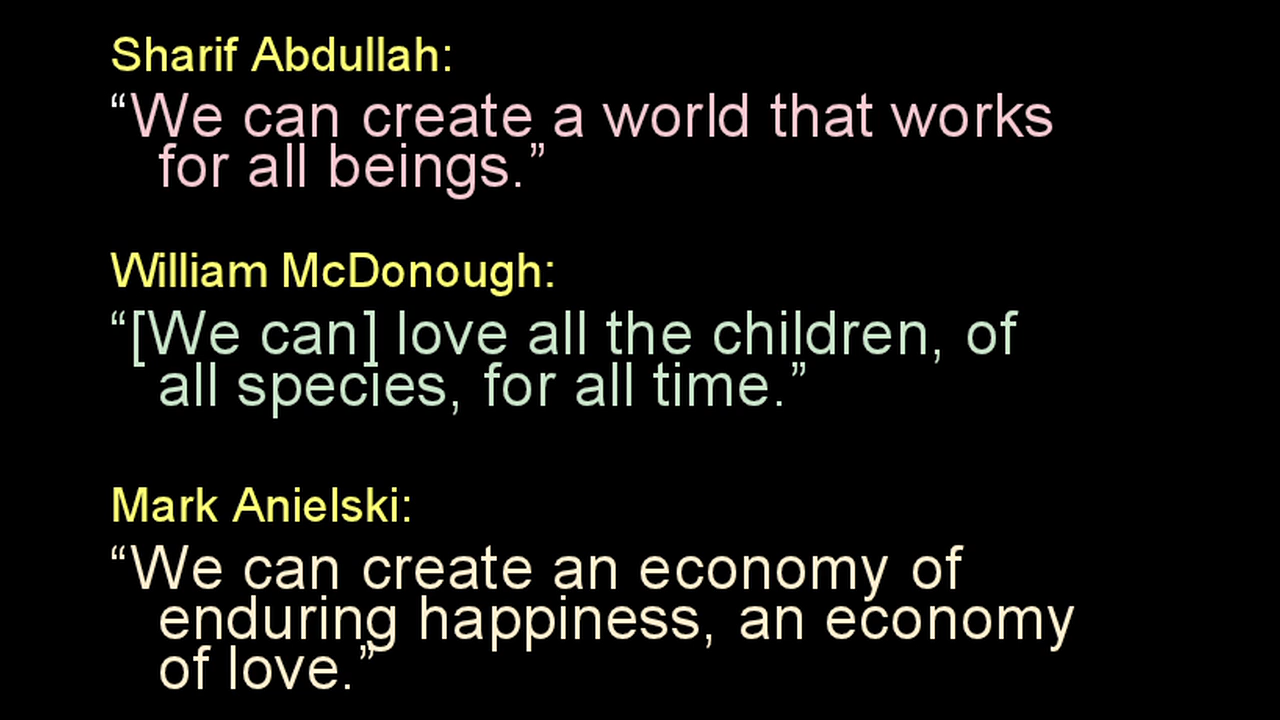 Sharif Abdullah:
“We can create a world that works
for all beings.”
William McDonough:
“[We can] love all the children, of
all species, for all time.”
Mark Anielski:
“We can create an economy of
enduring happiness, an economy
of love.”